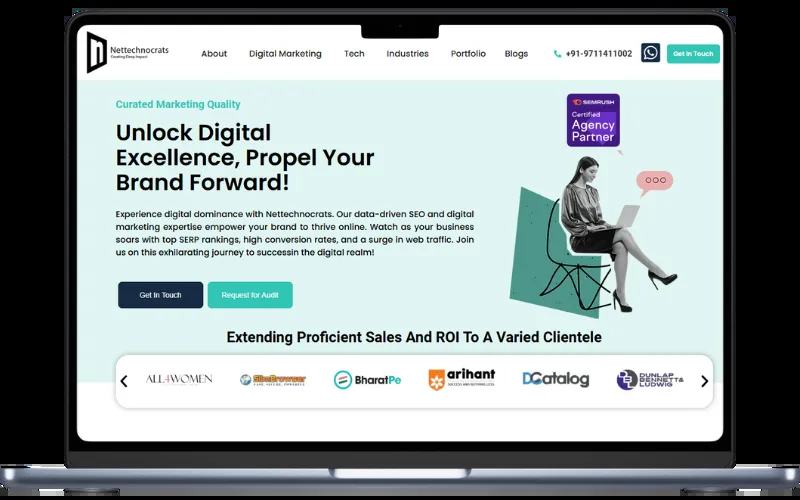 Nettechnocrats
Creating Deep Impact
About
Digital Marketing
Tech
Industries
Portfolio
Blogs
+91-9711411002
Get In Touch
SEMRUSH
Certified
Agency
Partner
Curated Marketing Quality
Unlock Digital
Excellence, Propel Your
Brand Forward!
Experience digital dominance with Nettechnocrats. Our data-driven SEO and digital
marketing expertise empower your brand to thrive online. Watch as your business
soars with top SERP rankings, high conversion rates, and a surge in web traffic. Join
us on this exhilarating journey to successin the digital realm!
Get In Touch
Request for Audit
Extending Proficient Sales And ROI To A Varied Clientele
ALL4WOMEN
SiteBrowser
BharatPe
arihant
SUCCESS AND NOTHING LESS
DCatalog
DUNLAP
BENNETT &
LUDWIG